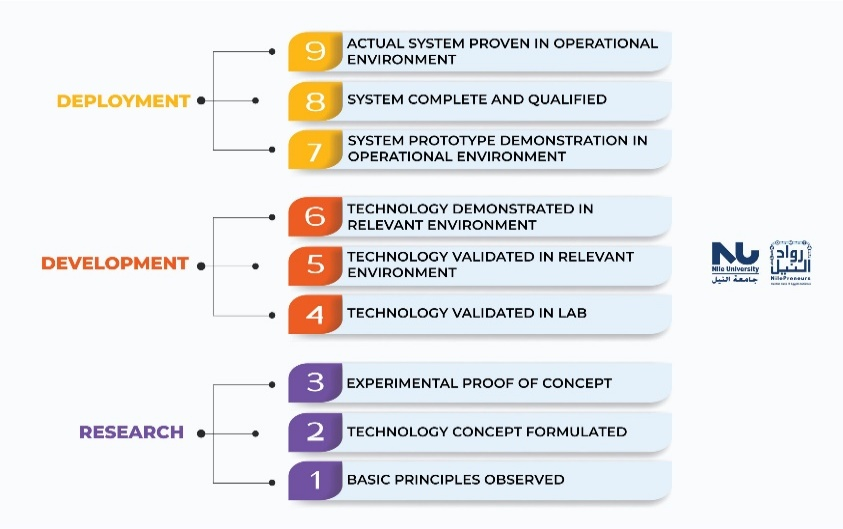 DEPLOYMENT
9
ACTUAL SYSTEM PROVEN IN OPERATIONAL
ENVIRONMENT
8
SYSTEM COMPLETE AND QUALIFIED
7
SYSTEM PROTOTYPE DEMONSTRATION IN
OPERATIONAL ENVIRONMENT
DEVELOPMENT
6
TECHNOLOGY DEMONSTRATED IN
RELEVANT ENVIRONMENT
5
TECHNOLOGY VALIDATED IN RELEVANT
ENVIRONMENT
4
TECHNOLOGY VALIDATED IN LAB
RESEARCH
3
EXPERIMENTAL PROOF OF CONCEPT
2
TECHNOLOGY CONCEPT FORMULATED
1
BASIC PRINCIPLES OBSERVED
NU
Nile University
جامعة النيل
رواد
النيل
NilePreneurs